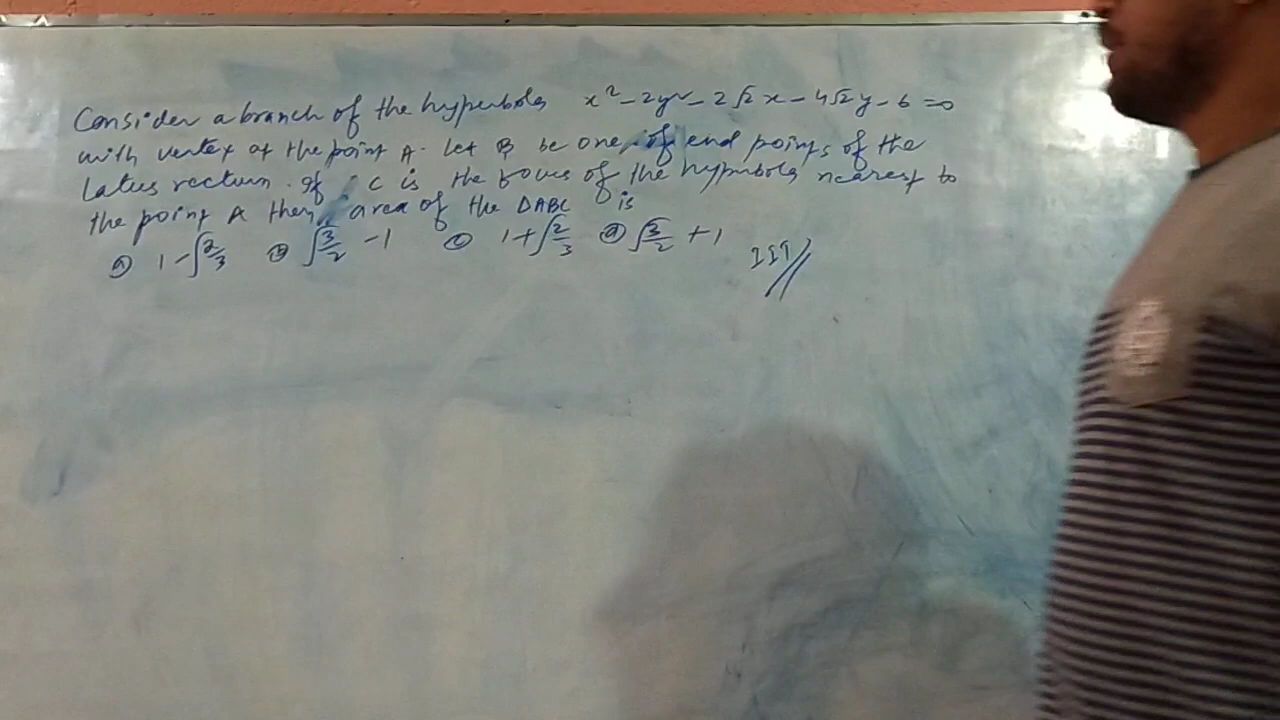 Consider a branch of the hyperbola x² - 2y² - 2√2 x - 4√2 y - 6 = 0
with vertex at the point A. Let B be one of end points of the
latus rectum. If C is the focus of the hyperbola nearest to
the point A then area of the ΔABC is
ⓐ 1 - √2/3 ⓑ √3/2 - 1 ⓒ 1 + √2/3 ⓓ √3/2 + 1 IIT//